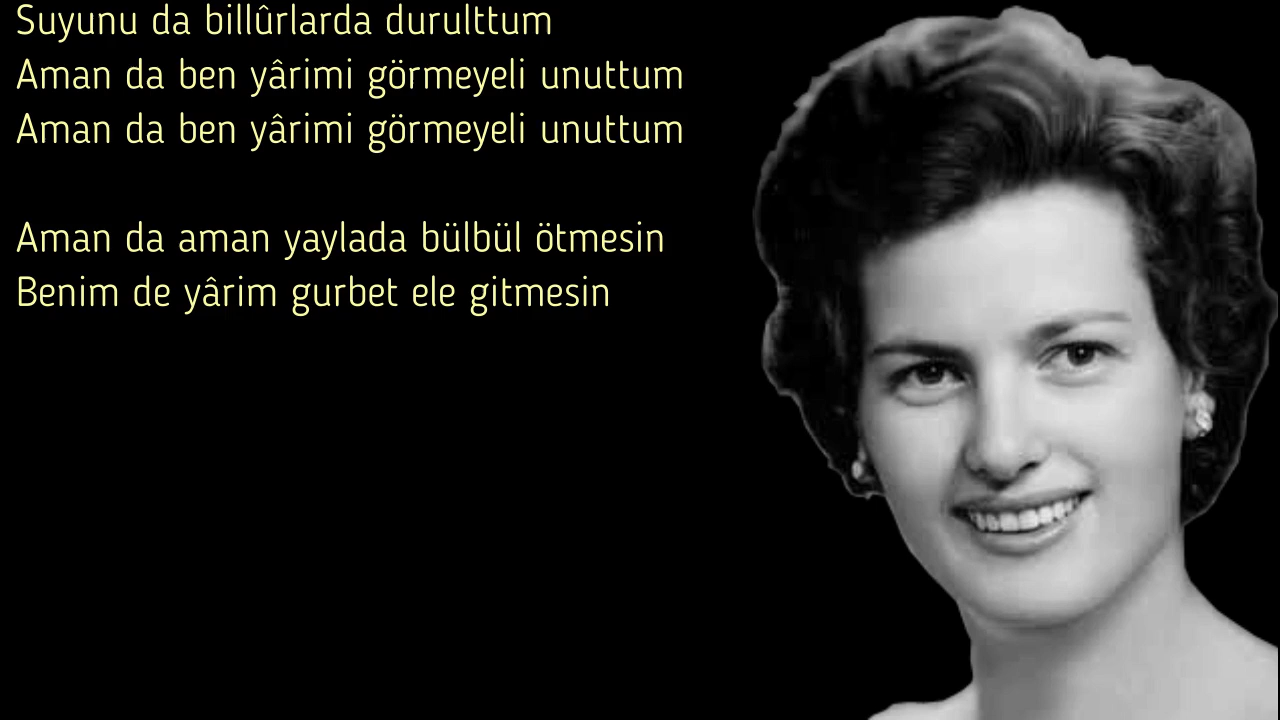 Suyunu da billûrlarda durulttum
Aman da ben yârimi görmeyeli unuttum
Aman da ben yârimi görmeyeli unuttum
Aman da aman yaylada bülbül ötmesin
Benim de yârim gurbet ele gitmesin